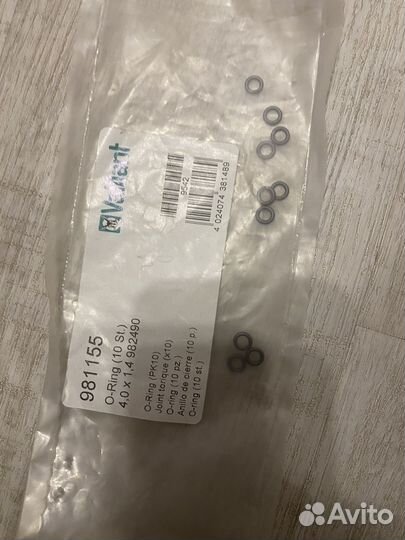 Vaillant
9542
4 024074 381489
981155
O-Ring (10 St.)
4,0 x 1,4 982490
O-Ring (PK10)
Joint torique (x10)
O-ring (10 pz.)
Anillo de cierre (10 p.)
O-ring (10 st.)
Avito